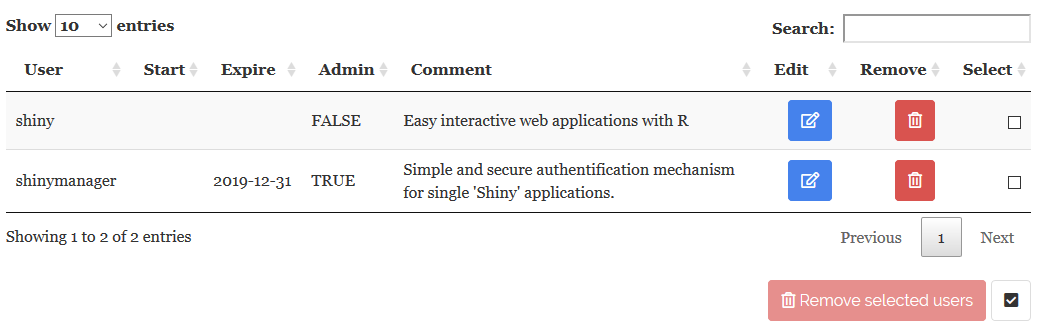 Show 10 entries
Search:
User Start Expire Admin Comment Edit Remove Select
shiny FALSE Easy interactive web applications with R
shinymanager 2019-12-31 TRUE Simple and secure authentification mechanism
for single 'Shiny' applications.
Showing 1 to 2 of 2 entries
Previous 1 Next
Remove selected users